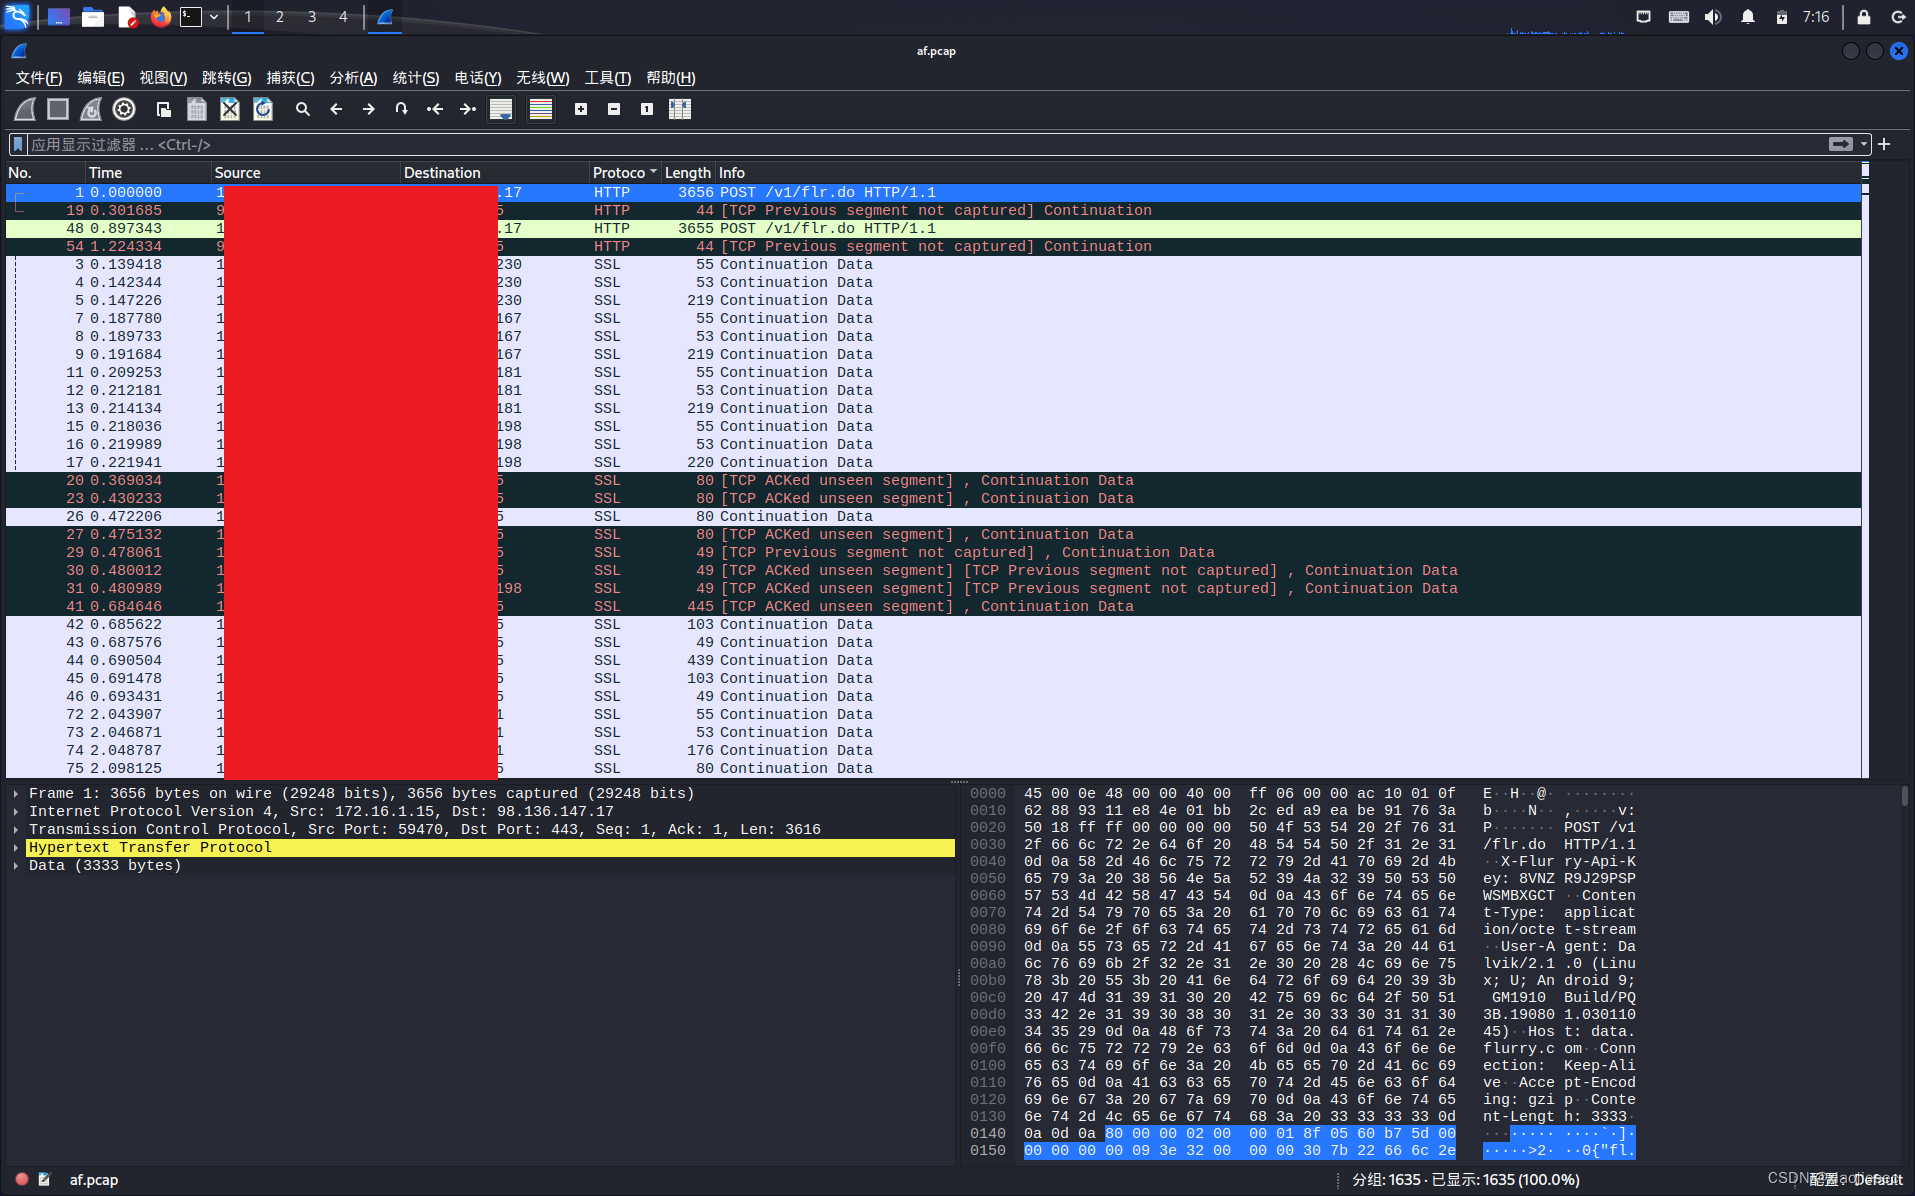 1 2 3 4 7:16
af.pcap
文件(F) 编辑(E) 视图(V) 跳转(G) 捕获(C) 分析(A) 统计(S) 电话(Y) 无线(W) 工具(T) 帮助(H)
应用显示过滤器 … <Ctrl-/>
No. Time Source Destination Protoco Length Info
1 0.000000 1 .17 HTTP 3656 POST /v1/flr.do HTTP/1.1
19 0.301685 9 5 HTTP 44 [TCP Previous segment not captured] Continuation
48 0.897343 1 .17 HTTP 3655 POST /v1/flr.do HTTP/1.1
54 1.224334 9 5 HTTP 44 [TCP Previous segment not captured] Continuation
3 0.139418 1 230 SSL 55 Continuation Data
4 0.142344 1 230 SSL 53 Continuation Data
5 0.147226 1 230 SSL 219 Continuation Data
7 0.187780 1 167 SSL 55 Continuation Data
8 0.189733 1 167 SSL 53 Continuation Data
9 0.191684 1 167 SSL 219 Continuation Data
11 0.209253 1 181 SSL 55 Continuation Data
12 0.212181 1 181 SSL 53 Continuation Data
13 0.214134 1 181 SSL 219 Continuation Data
15 0.218036 1 198 SSL 55 Continuation Data
16 0.219989 1 198 SSL 53 Continuation Data
17 0.221941 1 198 SSL 220 Continuation Data
20 0.369034 1 5 SSL 80 [TCP ACKed unseen segment] , Continuation Data
23 0.430233 1 5 SSL 80 [TCP ACKed unseen segment] , Continuation Data
26 0.472206 1 5 SSL 80 Continuation Data
27 0.475132 1 5 SSL 80 [TCP ACKed unseen segment] , Continuation Data
29 0.478061 1 5 SSL 49 [TCP Previous segment not captured] , Continuation Data
30 0.480012 1 5 SSL 49 [TCP ACKed unseen segment] [TCP Previous segment not captured] , Continuation Data
31 0.480989 1 198 SSL 49 [TCP ACKed unseen segment] [TCP Previous segment not captured] , Continuation Data
41 0.684646 1 5 SSL 445 [TCP ACKed unseen segment] , Continuation Data
42 0.685622 1 5 SSL 103 Continuation Data
43 0.687576 1 5 SSL 49 Continuation Data
44 0.690504 1 5 SSL 439 Continuation Data
45 0.691478 1 5 SSL 103 Continuation Data
46 0.693431 1 5 SSL 49 Continuation Data
72 2.043907 1 1 SSL 55 Continuation Data
73 2.046871 1 1 SSL 53 Continuation Data
74 2.048787 1 1 SSL 176 Continuation Data
75 2.098125 1 5 SSL 80 Continuation Data
Frame 1: 3656 bytes on wire (29248 bits), 3656 bytes captured (29248 bits)
Internet Protocol Version 4, Src: 172.16.1.15, Dst: 98.136.147.17
Transmission Control Protocol, Src Port: 59470, Dst Port: 443, Seq: 1, Ack: 1, Len: 3616
Hypertext Transfer Protocol
Data (3333 bytes)
0000 45 00 0e 48 00 00 40 00 ff 06 00 00 ac 10 01 0f E··H··@· ········
0010 62 88 93 11 e8 4e 01 bb 2c ed a9 ea be 91 76 3a b····N·· ,·····v:
0020 50 18 ff ff 00 00 00 00 50 4f 53 54 20 2f 76 31 P······· POST /v1
0030 2f 66 6c 72 2e 64 6f 20 48 54 54 50 2f 31 2e 31 /flr.do HTTP/1.1
0040 0d 0a 58 2d 46 6c 75 72 72 79 2d 41 70 69 2d 4b ··X-Flur ry-Api-K
0050 65 79 3a 20 38 56 4e 5a 52 39 4a 32 39 50 53 50 ey: 8VNZ R9J29PSP
0060 57 53 4d 42 58 47 43 54 0d 0a 43 6f 6e 74 65 6e WSMBXGCT ··Conten
0070 74 2d 54 79 70 65 3a 20 61 70 70 6c 69 63 61 74 t-Type: applicat
0080 69 6f 6e 2f 6f 63 74 65 74 2d 73 74 72 65 61 6d ion/octe t-stream
0090 0d 0a 55 73 65 72 2d 41 67 65 6e 74 3a 20 44 61 ··User-A gent: Da
00a0 6c 76 69 6b 2f 32 2e 31 2e 30 20 28 4c 69 6e 75 lvik/2.1 .0 (Linu
00b0 78 3b 20 55 3b 20 41 6e 64 72 6f 69 64 20 39 3b x; U; An droid 9;
00c0 20 47 4d 31 39 31 30 20 42 75 69 6c 64 2f 50 51 GM1910 Build/PQ
00d0 33 42 2e 31 39 30 38 30 31 2e 30 33 30 31 31 30 3B.19080 1.030110
00e0 34 35 29 0d 0a 48 6f 73 74 3a 20 64 61 74 61 2e 45)··Hos t: data.
00f0 66 6c 75 72 72 79 2e 63 6f 6d 0d 0a 43 6f 6e 6e flurry.c om··Conn
0100 65 63 74 69 6f 6e 3a 20 4b 65 65 70 2d 41 6c 69 ection: Keep-Ali
0110 76 65 0d 0a 41 63 63 65 70 74 2d 45 6e 63 6f 64 ve··Acce pt-Encod
0120 69 6e 67 3a 20 67 7a 69 70 0d 0a 43 6f 6e 74 65 ing: gzi p··Conte
0130 6e 74 2d 4c 65 6e 67 74 68 3a 20 33 33 33 33 0d nt-Lengt h: 3333·
0140 0a 0d 0a 80 00 00 02 00 00 01 8f 05 60 b7 5d 00 ········ ····`·]·
0150 00 00 00 00 09 3e 32 00 00 00 30 7b 22 66 6c 2e ·····>2· ··0{"fl.
af.pcap 分组: 1635 · 已显示: 1635 (100.0%) 配置: Default